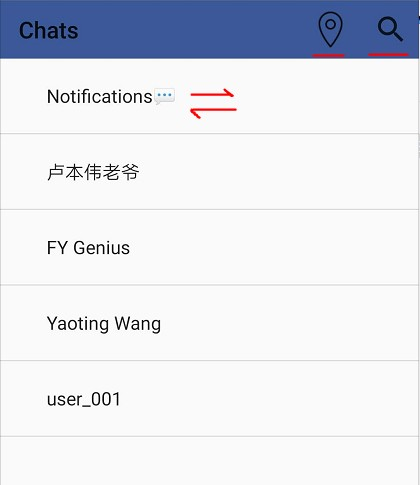 Chats
Notifications💬
卢本伟老爷
FY Genius
Yaoting Wang
user_001